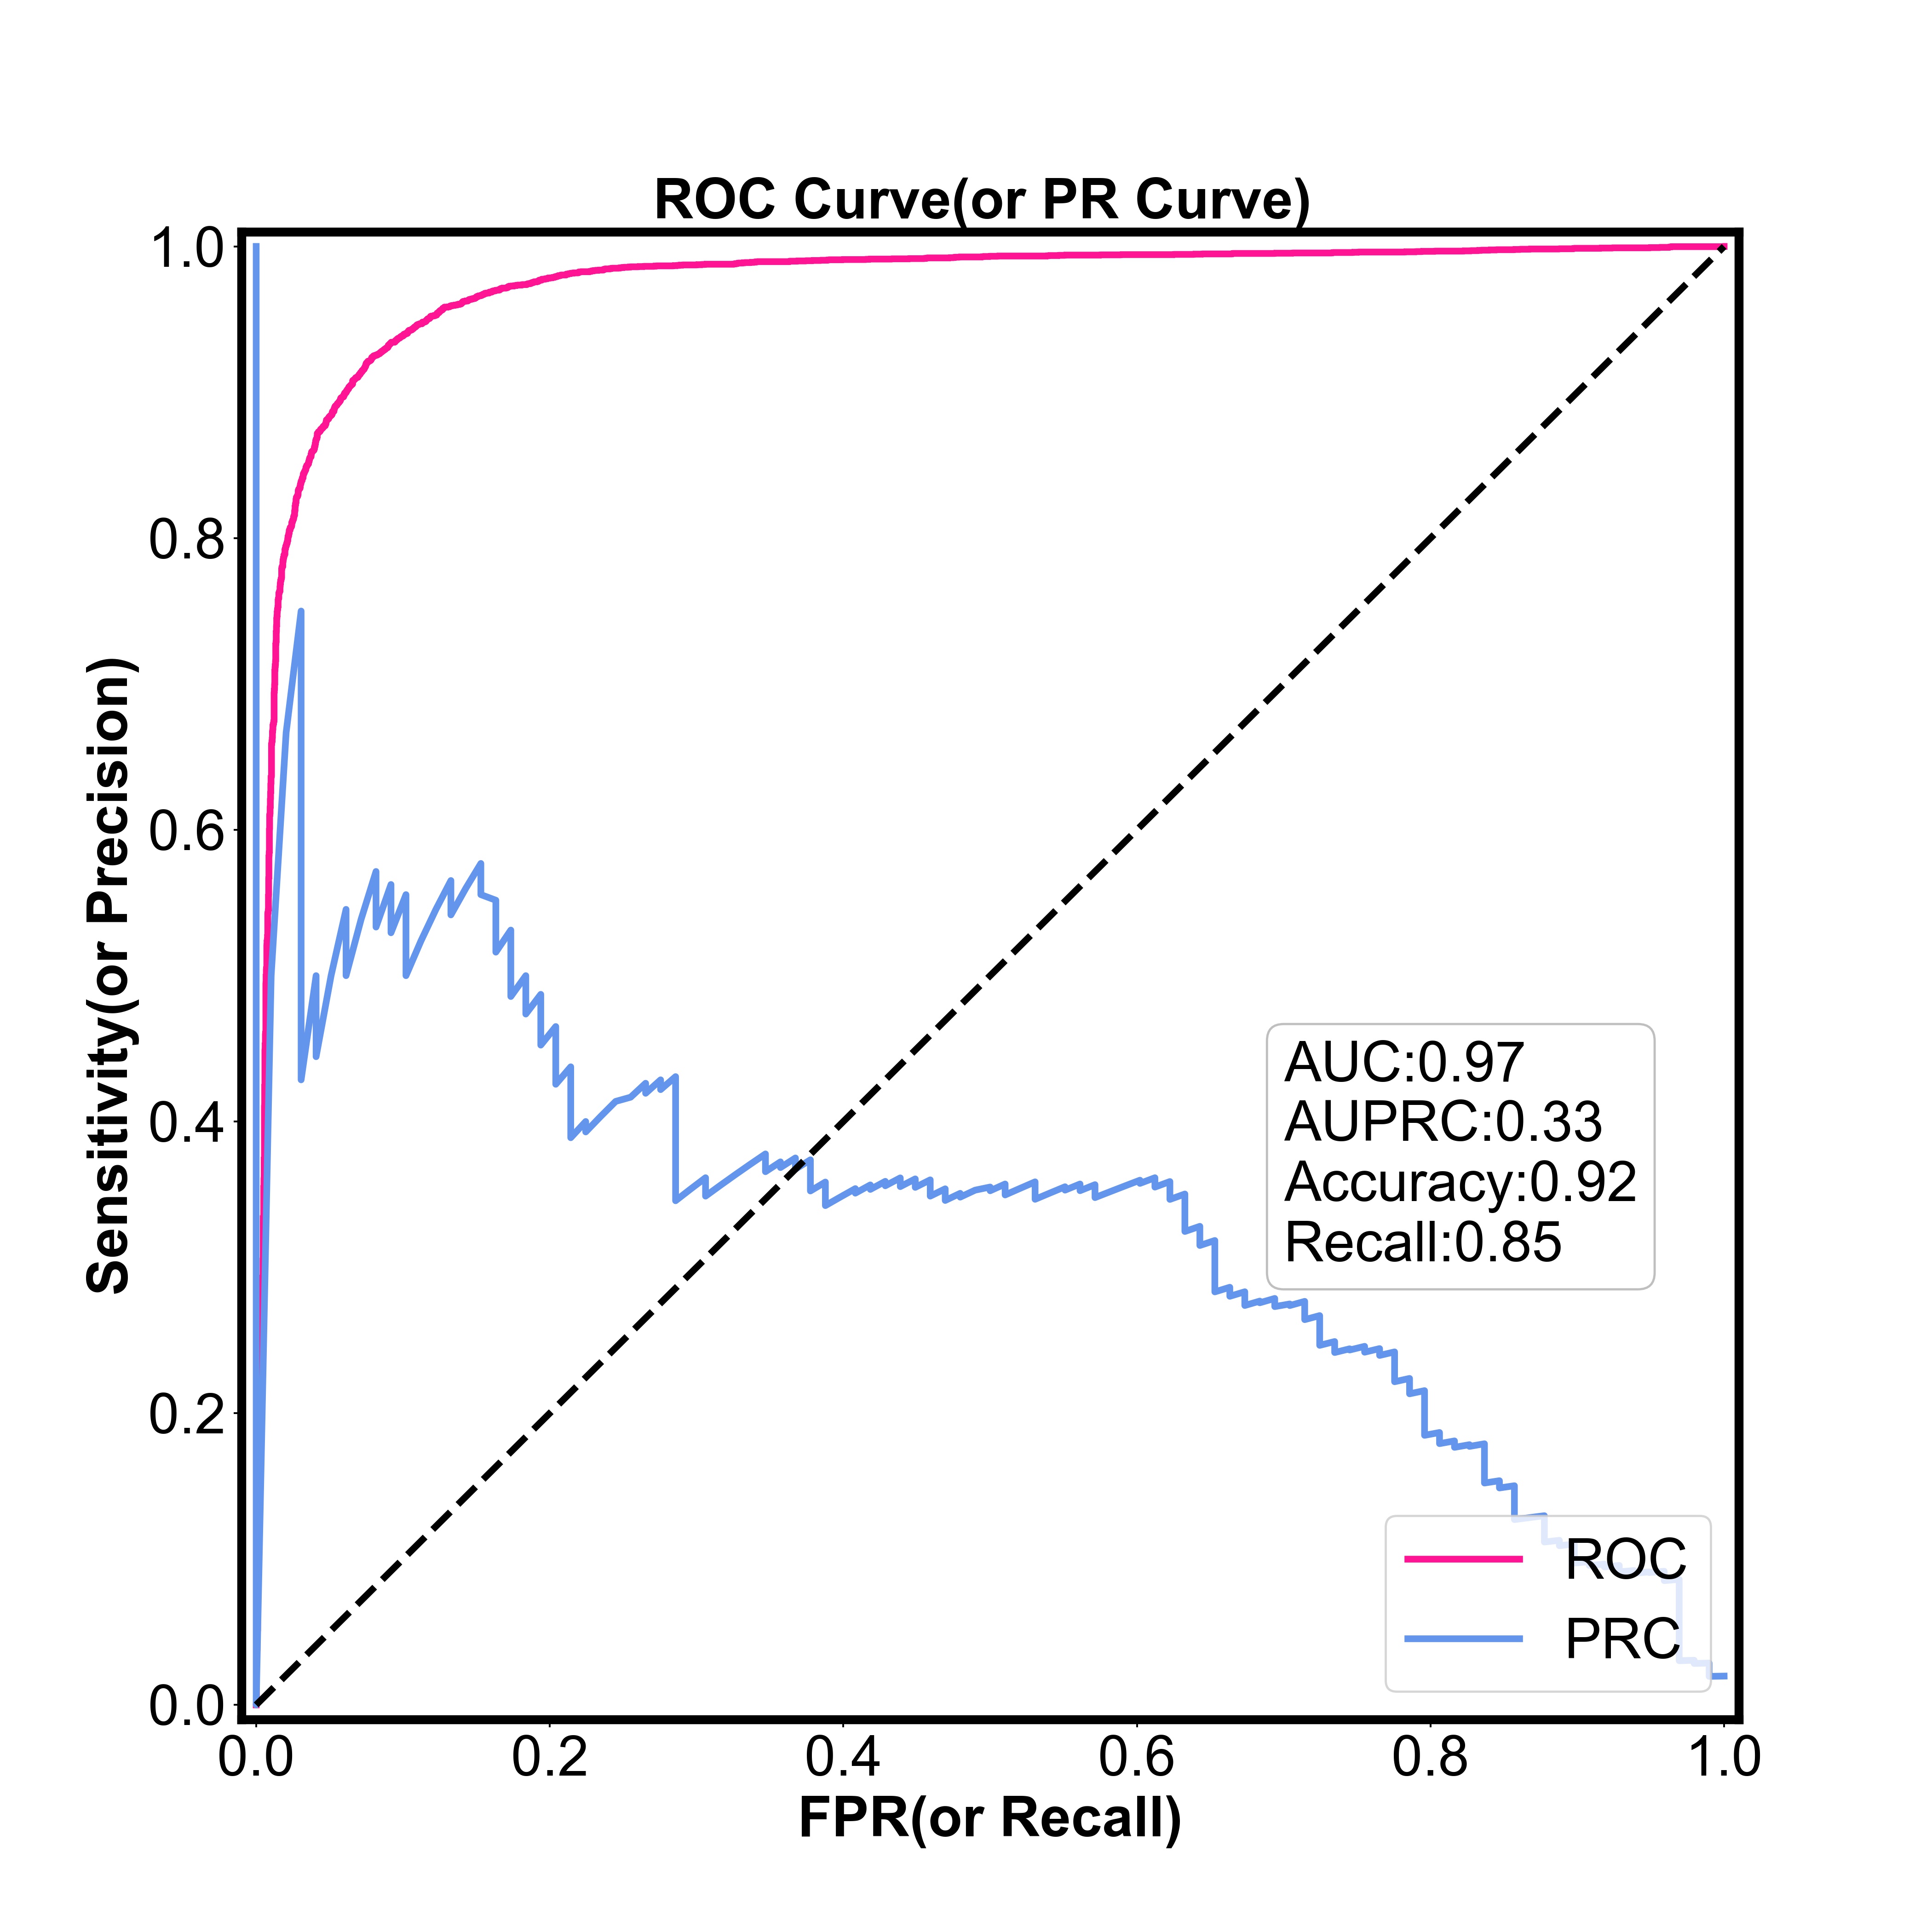 ROC Curve(or PR Curve)
1.0
0.8
0.6
0.4
0.2
0.0
Sensitivity(or Precision)
AUC:0.97
AUPRC:0.33
Accuracy:0.92
Recall:0.85
ROC
PRC
0.0 0.2 0.4 0.6 0.8 1.0
FPR(or Recall)